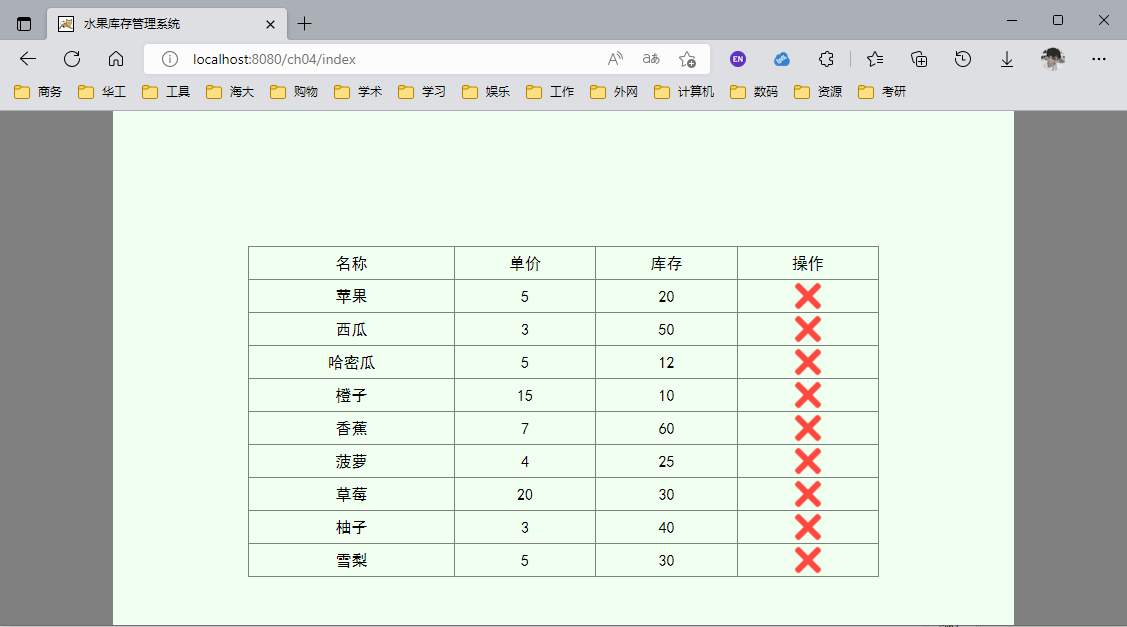 水果库存管理系统
localhost:8080/ch04/index
A aあ EN
商务 华工 工具 海大 购物 学术 学习 娱乐 工作 外网 计算机 数码 资源 考研
名称 单价 库存 操作
苹果 5 20
西瓜 3 50
哈密瓜 5 12
橙子 15 10
香蕉 7 60
菠萝 4 25
草莓 20 30
柚子 3 40
雪梨 5 30